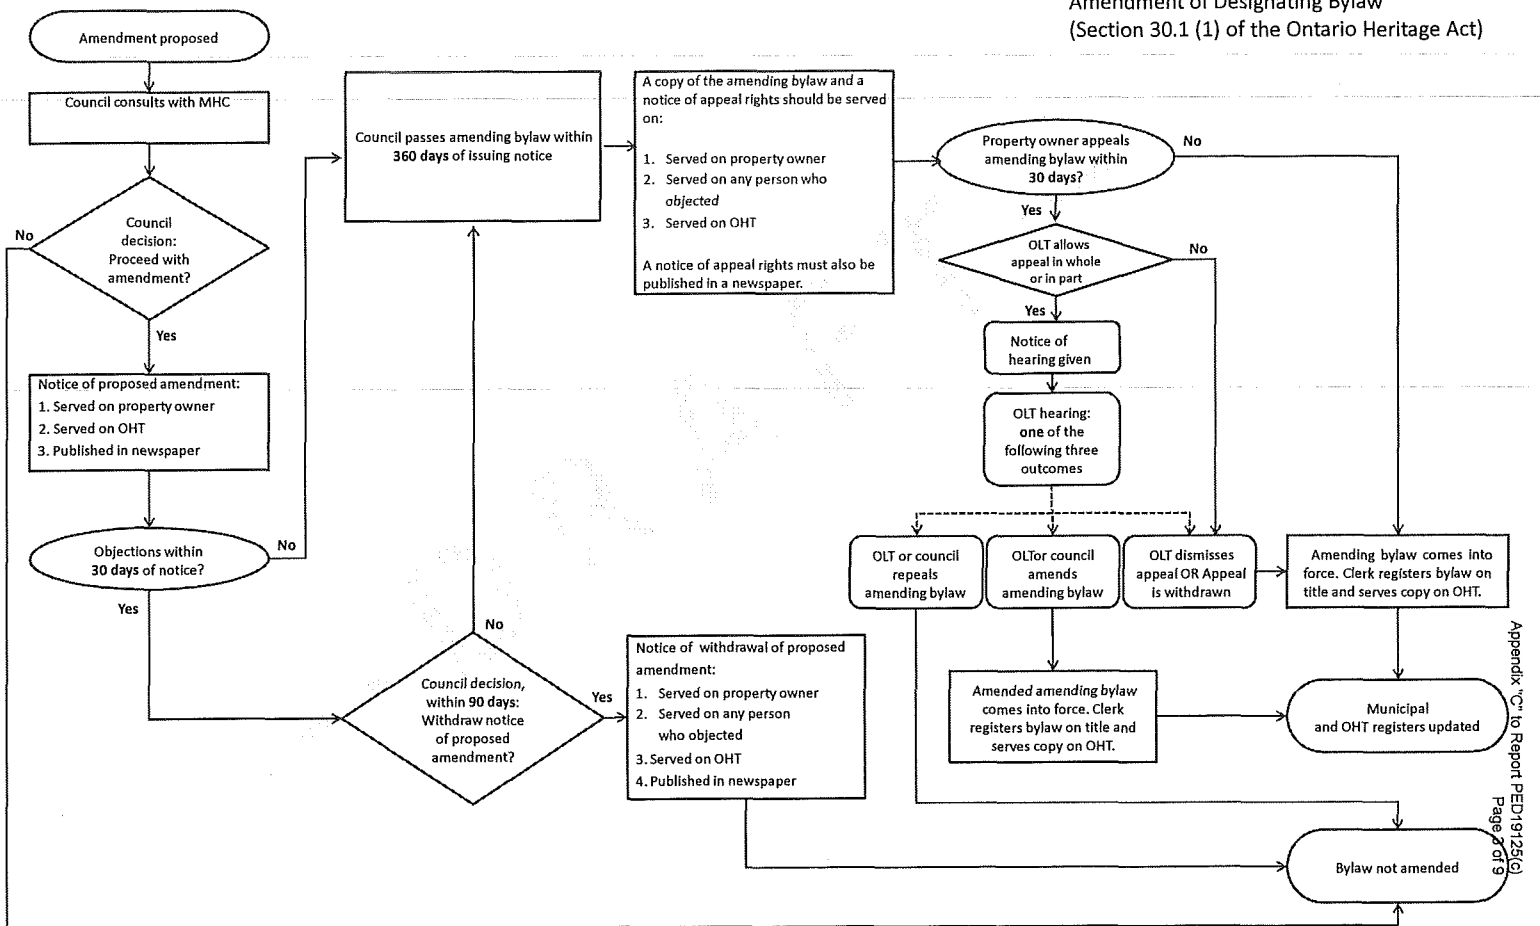 Amendment of Designating Bylaw
(Section 30.1 (1) of the Ontario Heritage Act)
Amendment proposed
Council consults with MHC
Council
decision:
Proceed with
amendment?
No
Yes
Notice of proposed amendment:
1. Served on property owner
2. Served on OHT
3. Published in newspaper
Objections within
30 days of notice?
No
Yes
Council decision,
within 90 days:
Withdraw notice
of proposed
amendment?
No
Yes
Council passes amending bylaw within
360 days of issuing notice
Notice of withdrawal of proposed
amendment:
1. Served on property owner
2. Served on any person
who objected
3. Served on OHT
4. Published in newspaper
A copy of the amending bylaw and a
notice of appeal rights should be served
on:
1. Served on property owner
2. Served on any person who
objected
3. Served on OHT
A notice of appeal rights must also be
published in a newspaper.
Property owner appeals
amending bylaw within
30 days?
No
Yes
OLT allows
appeal in whole
or in part
No
Yes
Notice of
hearing given
OLT hearing:
one of the
following three
outcomes
OLT or council
repeals
amending bylaw
OLTor council
amends
amending bylaw
OLT dismisses
appeal OR Appeal
is withdrawn
Amending bylaw comes into
force. Clerk registers bylaw on
title and serves copy on OHT.
Amended amending bylaw
comes into force. Clerk
registers bylaw on title and
serves copy on OHT.
Municipal
and OHT registers updated
Bylaw not amended
Appendix "C" to Report PED19125(c)
Page 3 of 9